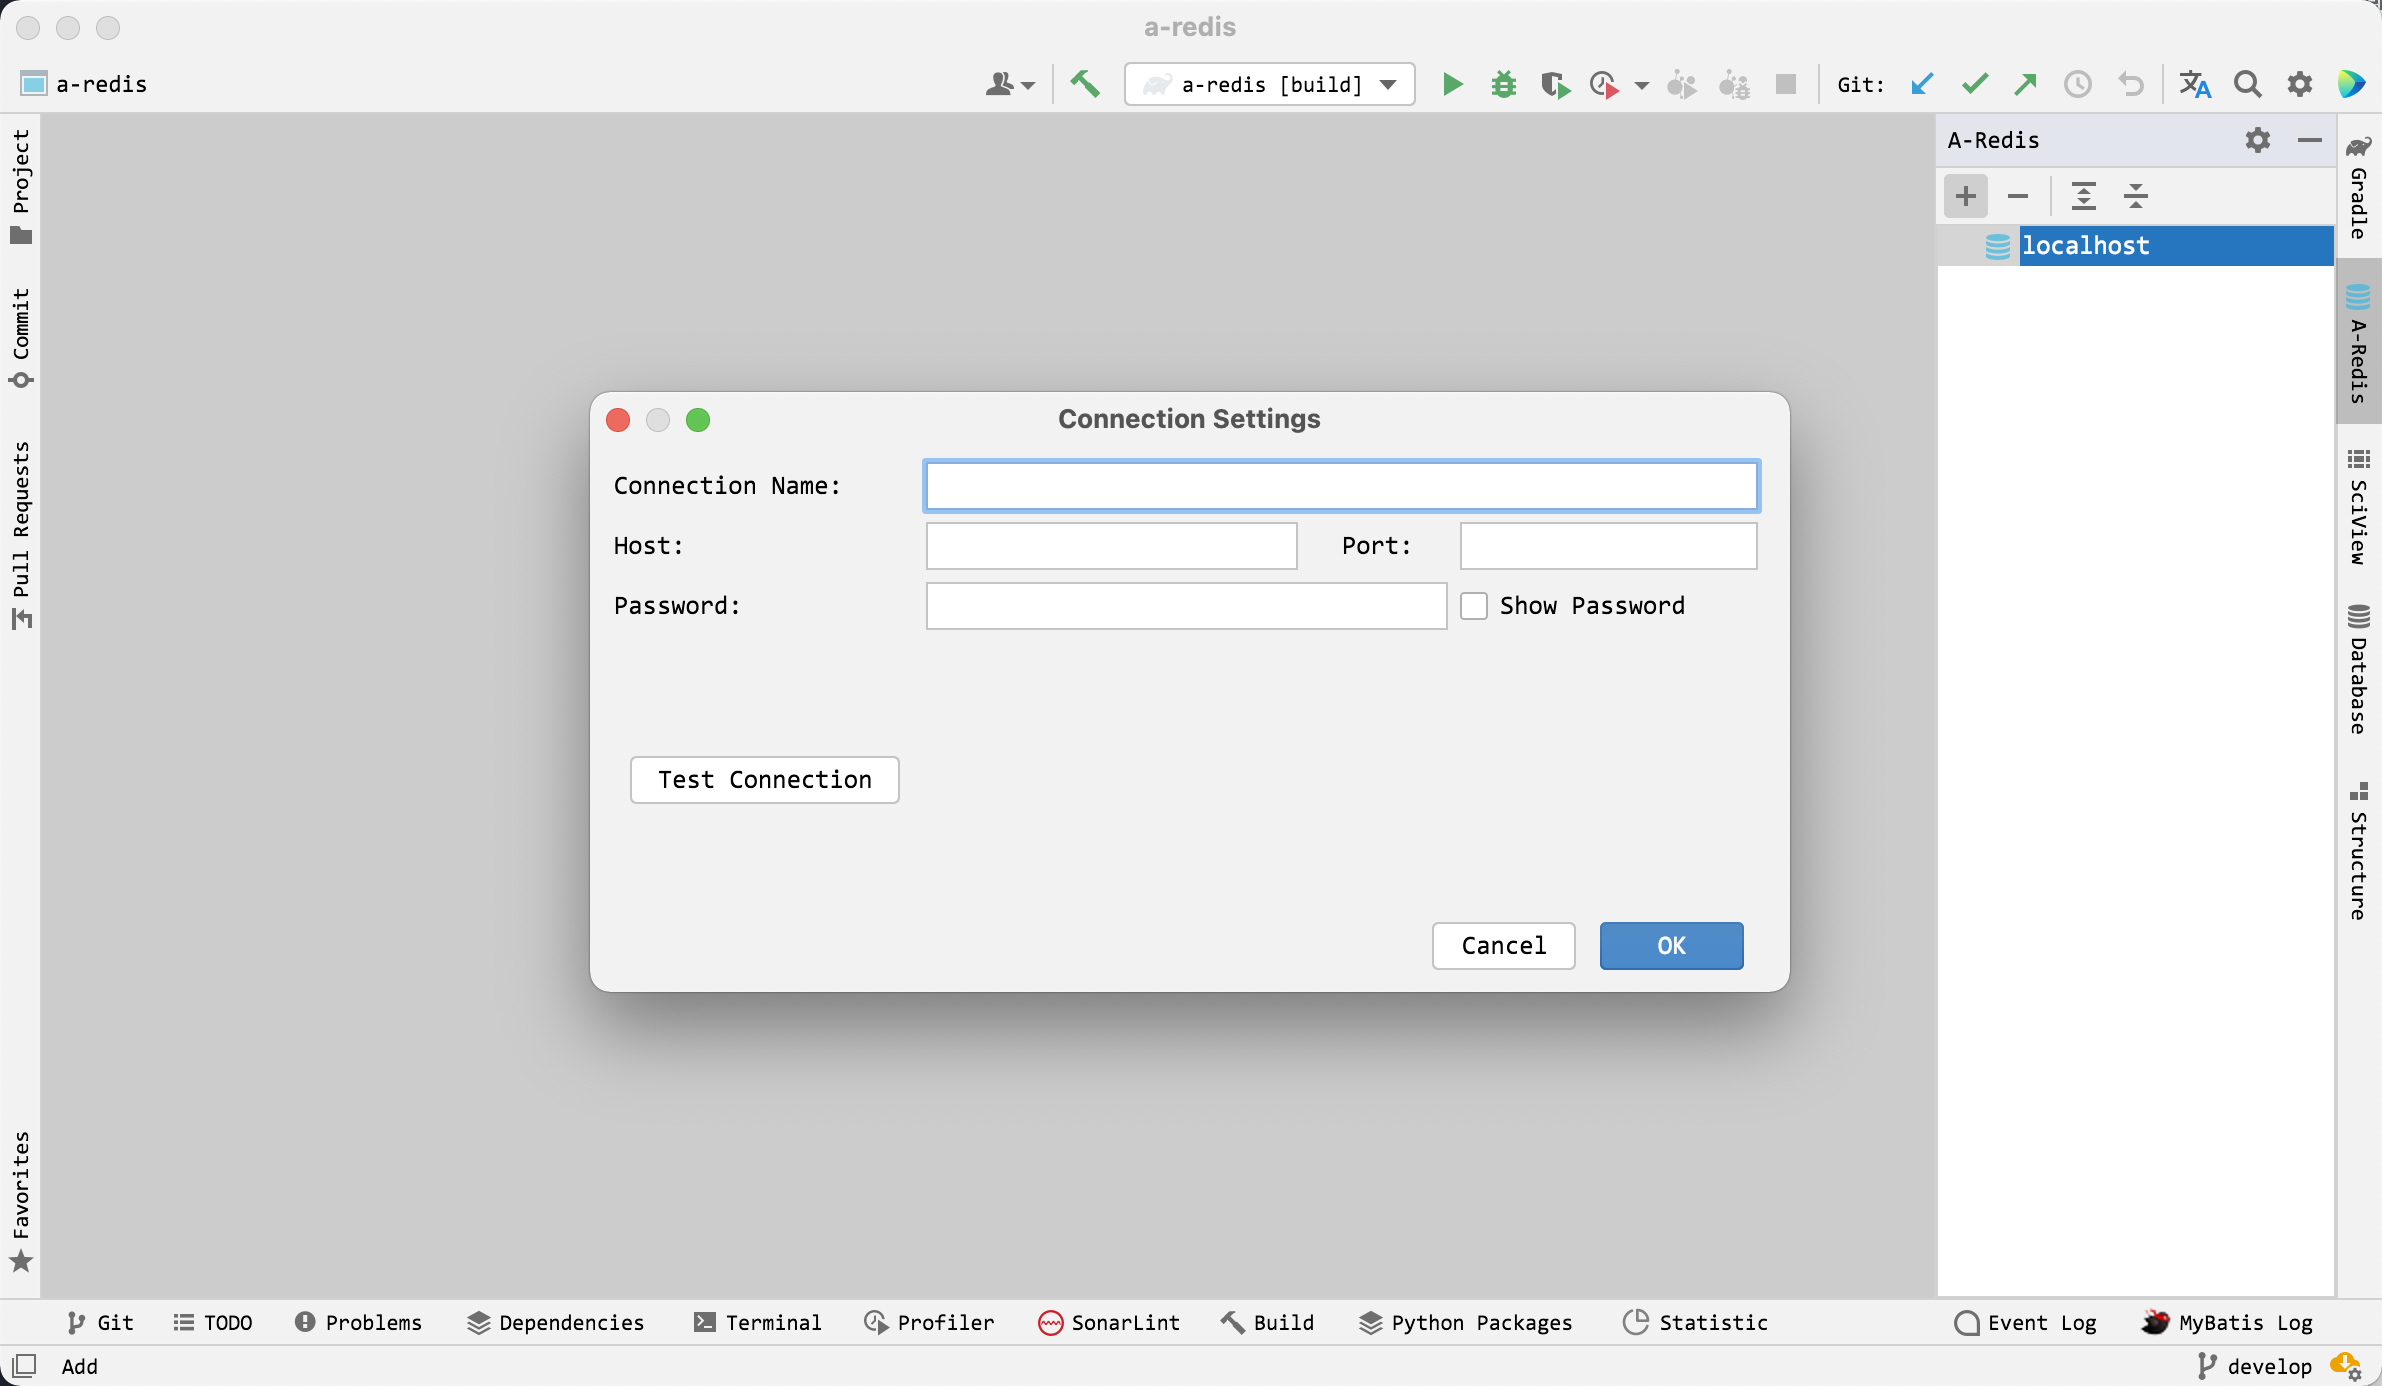 a-redis
a-redis
a-redis [build]
Git:
Project
Commit
Pull Requests
Favorites
A-Redis
localhost
Gradle
A-Redis
SciView
Database
Structure
Connection Settings
Connection Name:
Host:
Port:
Password:
Show Password
Test Connection
Cancel
OK
Git
TODO
Problems
Dependencies
Terminal
Profiler
SonarLint
Build
Python Packages
Statistic
Event Log
MyBatis Log
Add
develop